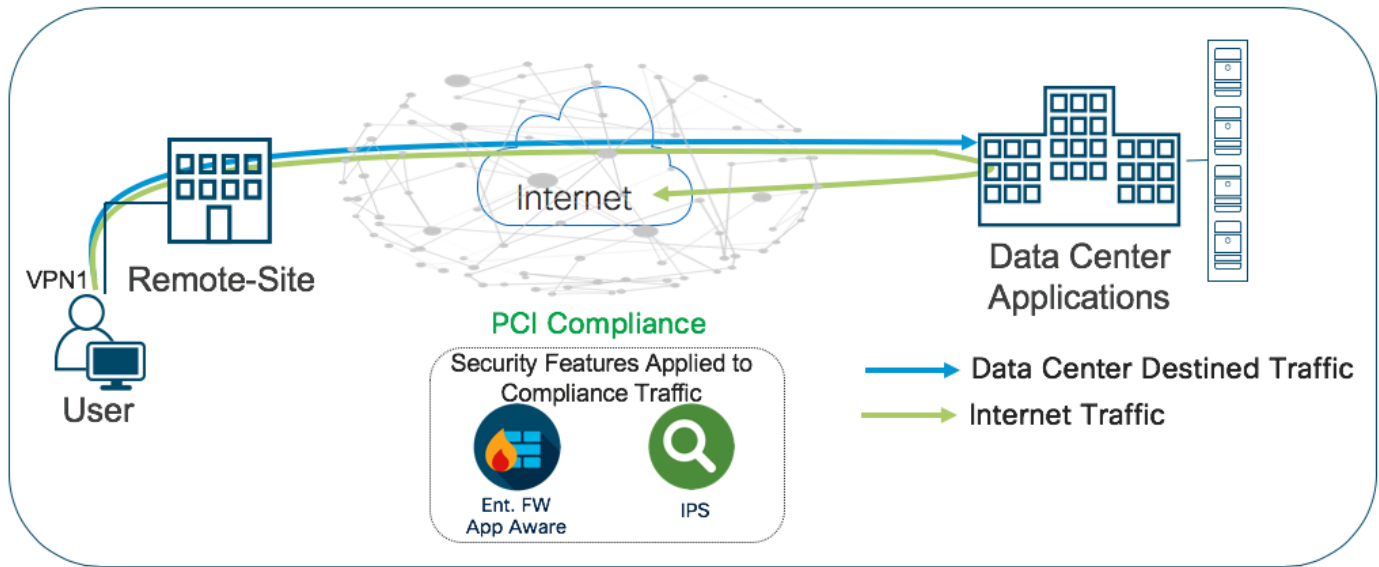 Internet
VPN1
Remote-Site
User
Data Center
Applications
PCI Compliance
Security Features Applied to
Compliance Traffic
Ent. FW
App Aware
IPS
Data Center Destined Traffic
Internet Traffic